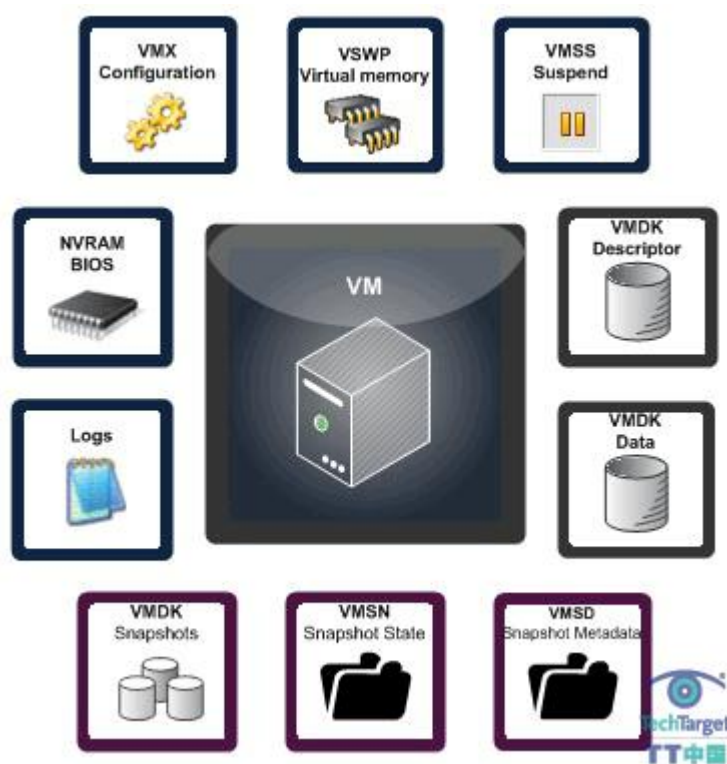 VMX
Configuration
VSWP
Virtual memory
VMSS
Suspend
NVRAM
BIOS
VM
VMDK
Descriptor
Logs
VMDK
Data
VMDK
Snapshots
VMSN
Snapshot State
VMSD
Snapshot Metadata
TechTarget
TT中国